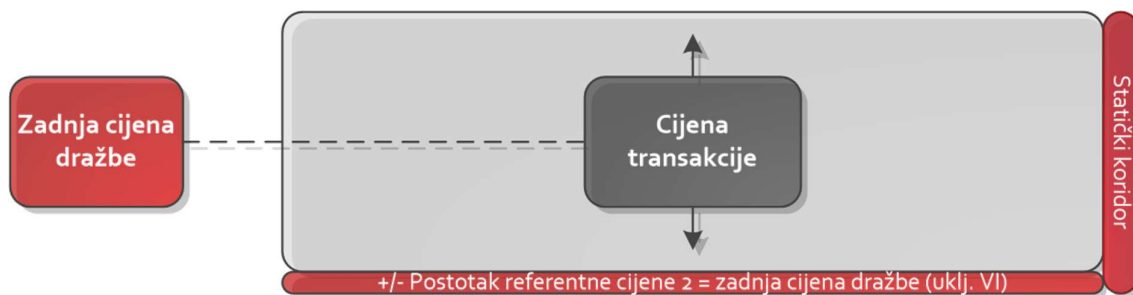 Zadnja cijena
dražbe
Cijena
transakcije
Statički koridor
+/- Postotak referentne cijene 2 = zadnja cijena dražbe (uklj. VI)